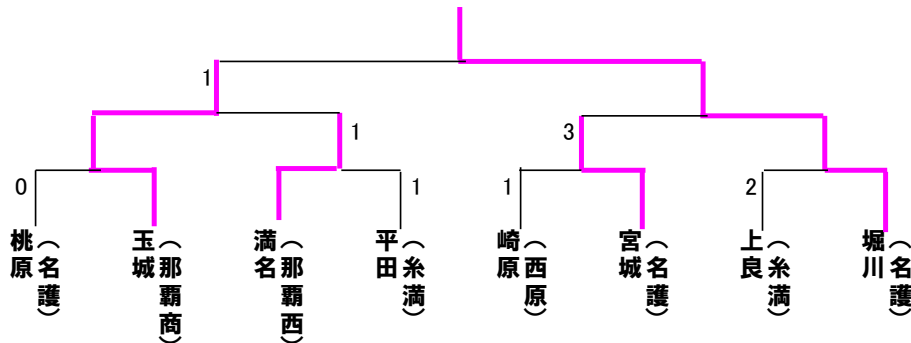 1
1
3
0
1
1
2
桃原（名護）
玉城（那覇商）
満名（那覇西）
平田（糸満）
崎原（西原）
宮城（名護）
上良（糸満）
堀川（名護）